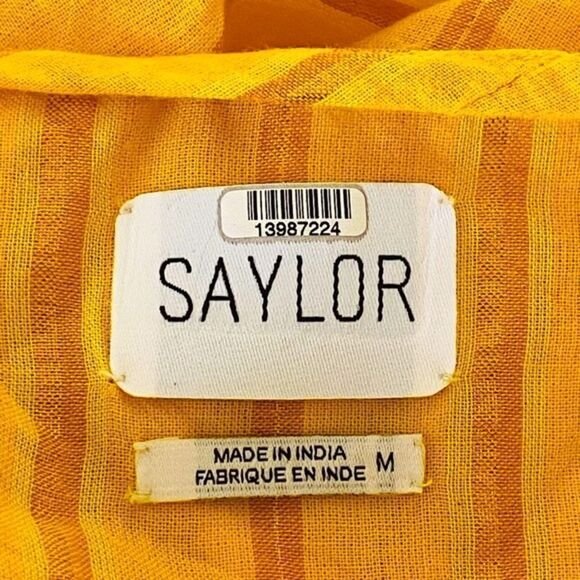 13987224
SAYLOR
MADE IN INDIA
FABRIQUE EN INDE M